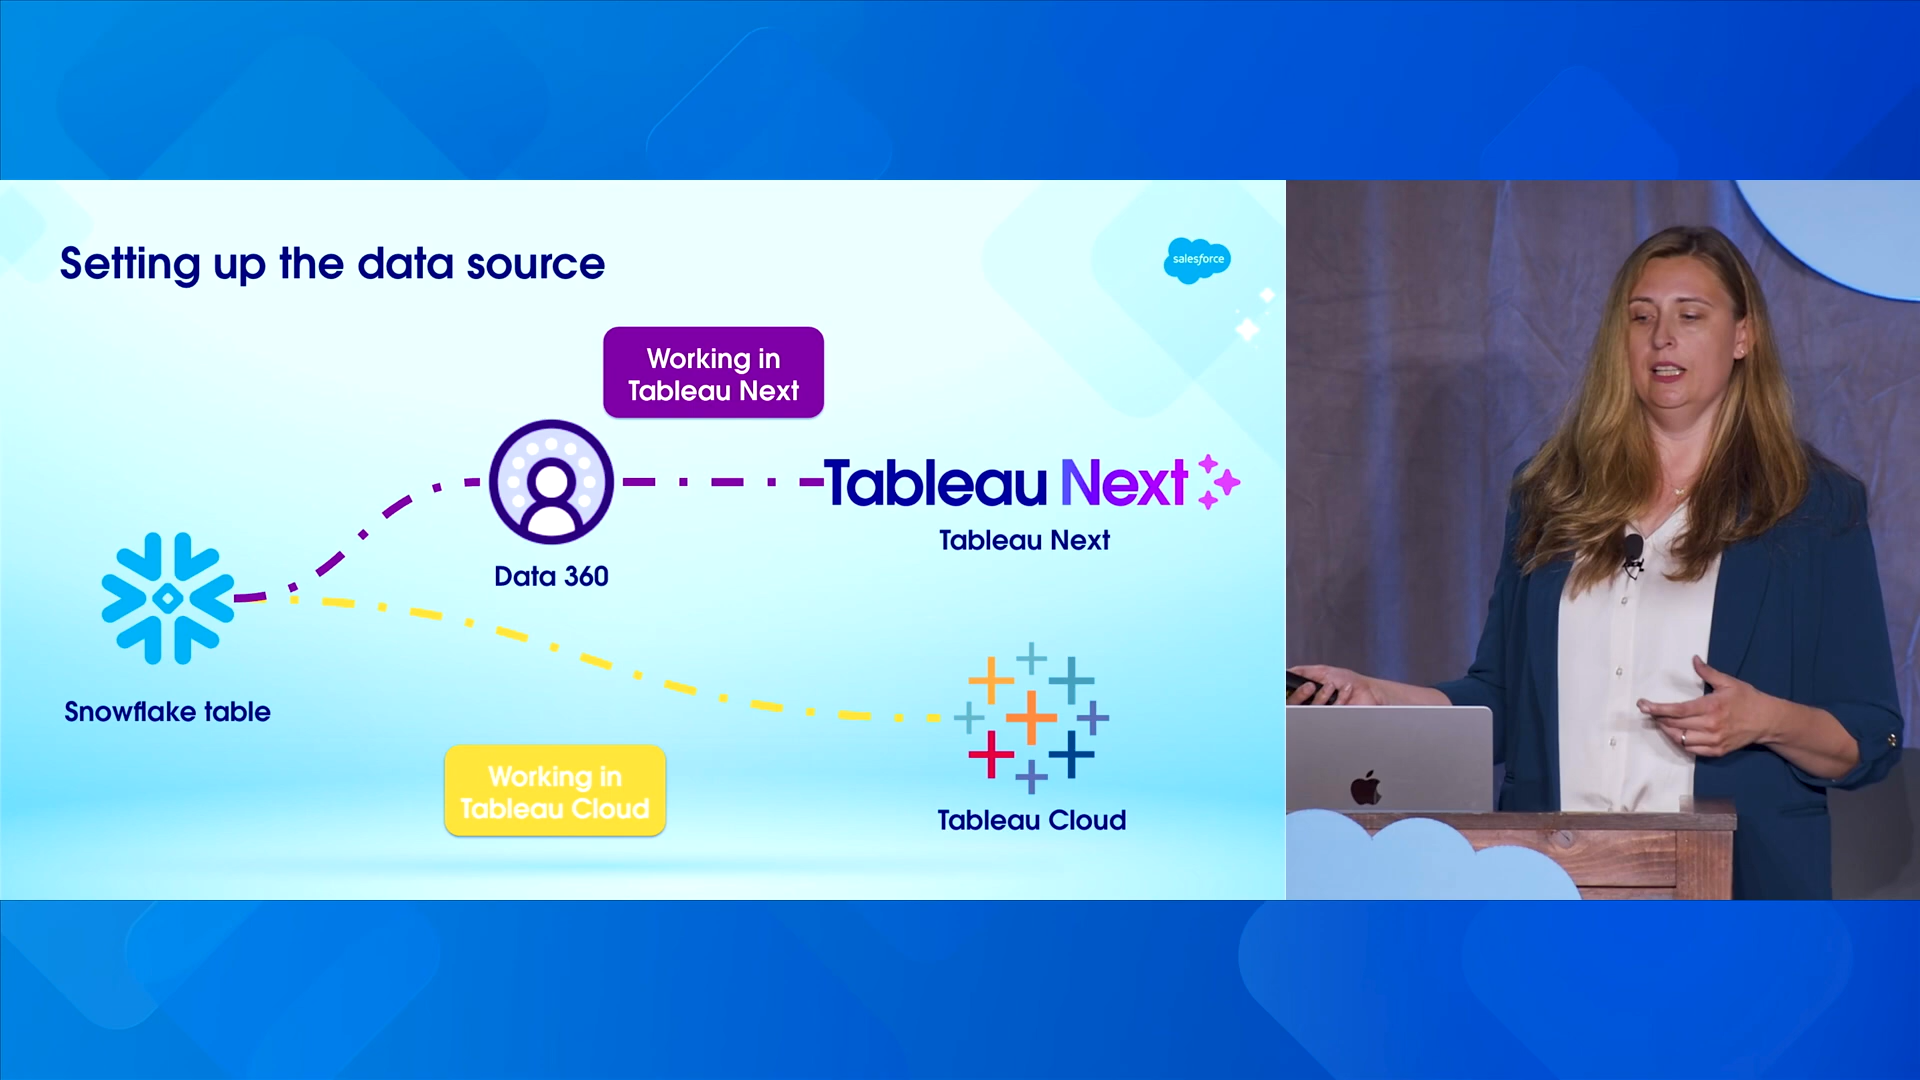 Setting up the data source
salesforce
Working in
Tableau Next
Tableau Next
Tableau Next
Data 360
Snowflake table
Working in
Tableau Cloud
Tableau Cloud